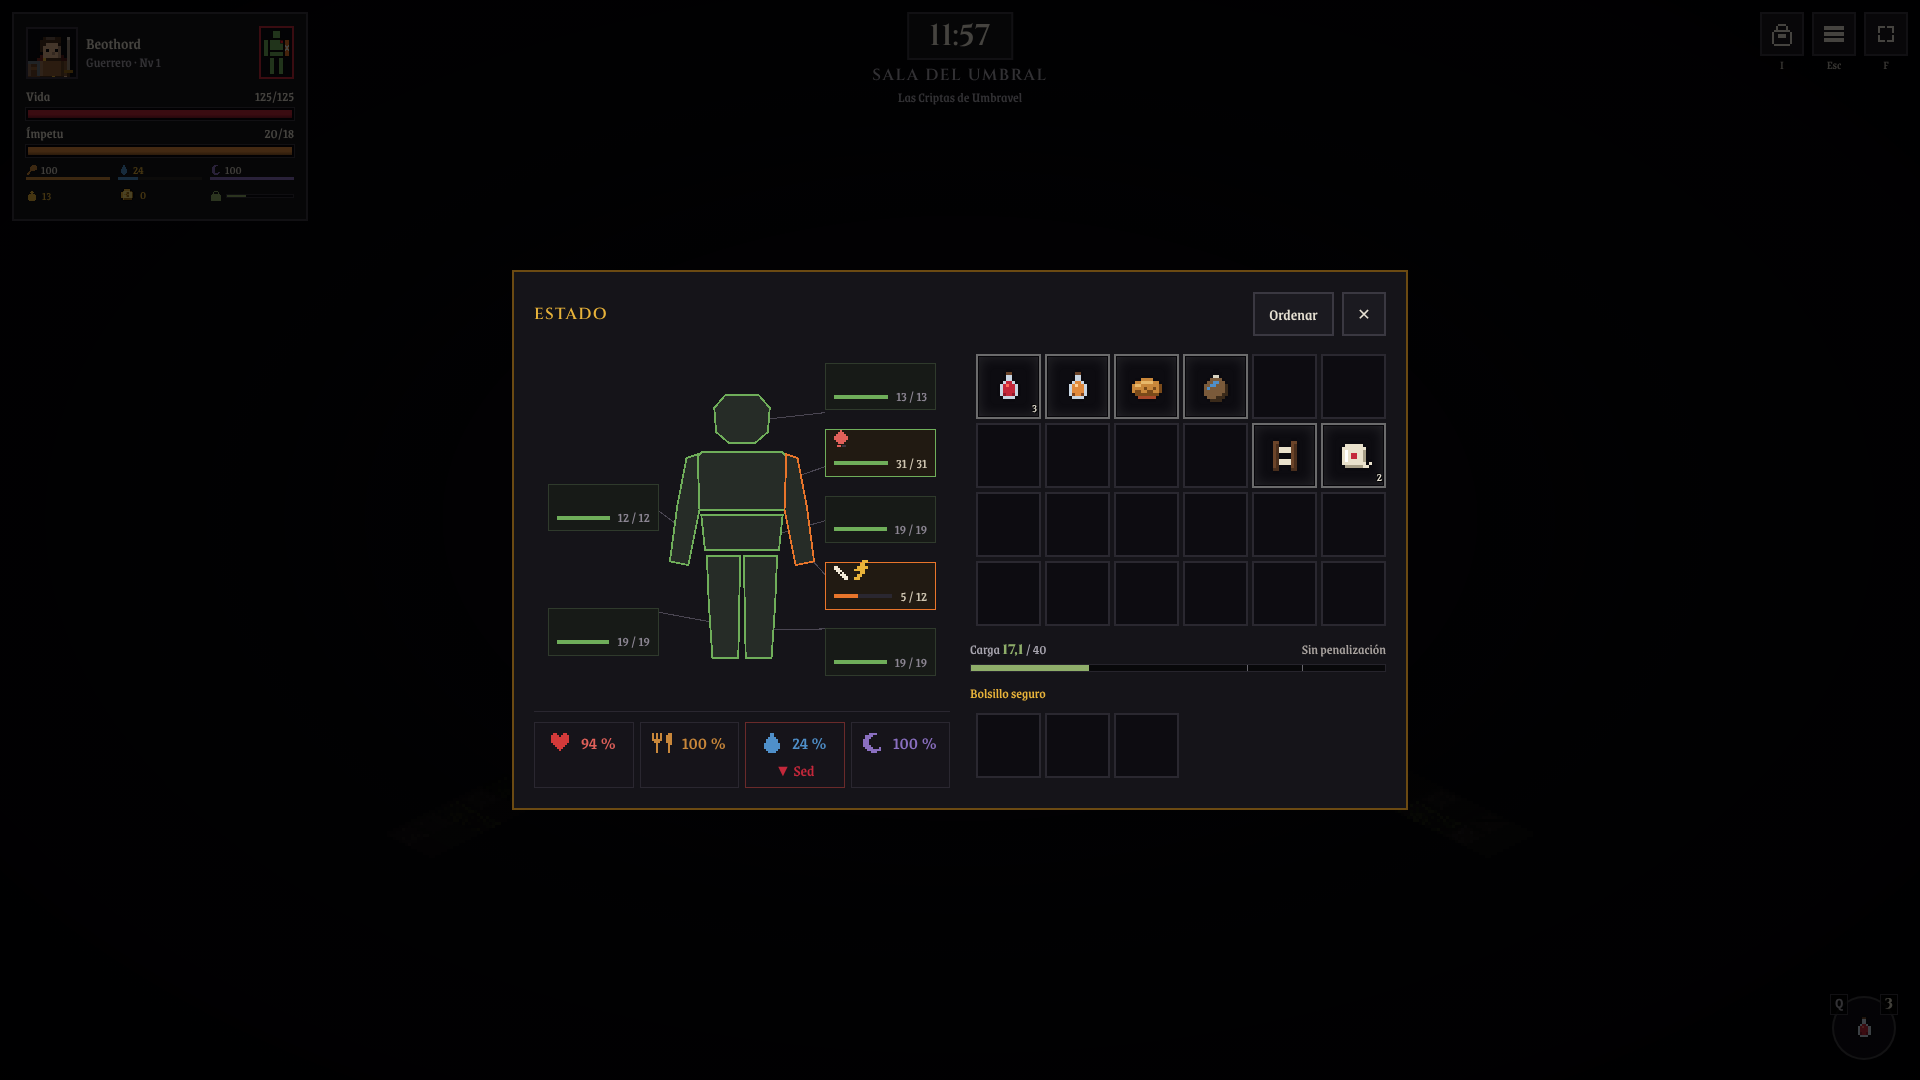 Beothord
Guerrero · Nv 1
Vida 125/125
Ímpetu 20/18
100 24 100
13 0
11:57
SALA DEL UMBRAL
Las Criptas de Umbravel
I Esc F
ESTADO
Ordenar ✕
13 / 13
31 / 31
12 / 12
19 / 19
5 / 12
19 / 19
19 / 19
94 % 100 % 24 % 100 %
▼ Sed
3
2
Carga 17,1 / 40 Sin penalización
Bolsillo seguro
Q 3